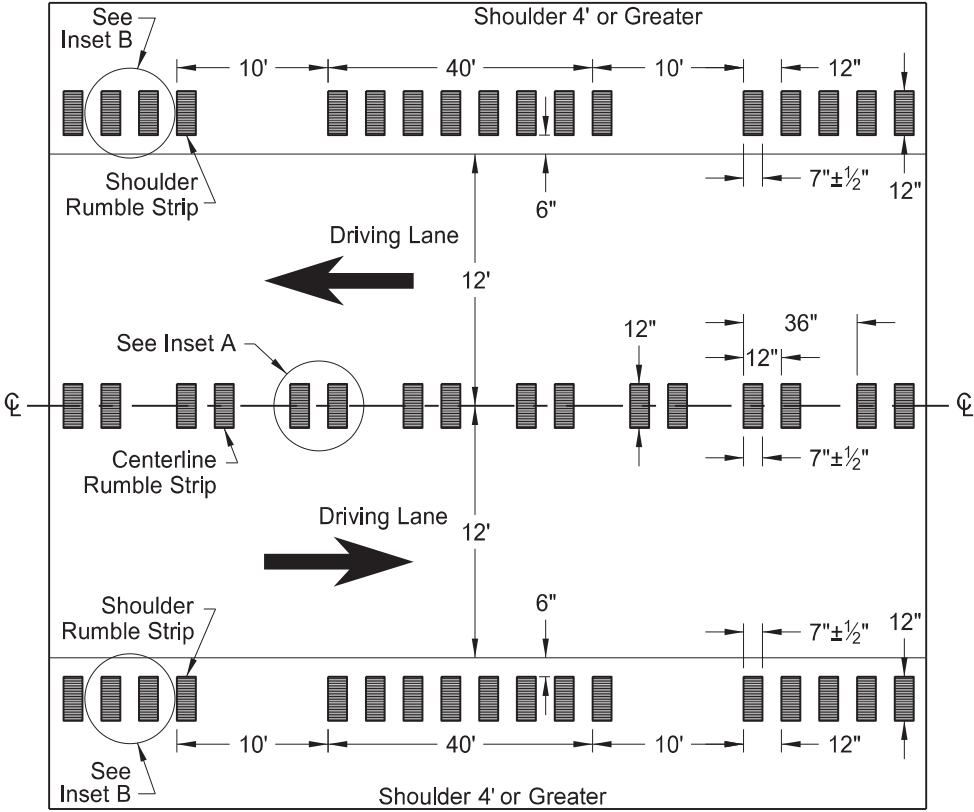 Shoulder 4' or Greater
See
Inset B
10'
40'
10'
12"
Shoulder
Rumble Strip
6"
7"±½"
12"
Driving Lane
12'
See Inset A
12"
36"
12"
℄
℄
Centerline
Rumble Strip
7"±½"
Driving Lane
12'
Shoulder
Rumble Strip
6"
7"±½"
12"
10'
40'
10'
12"
See
Inset B
Shoulder 4' or Greater